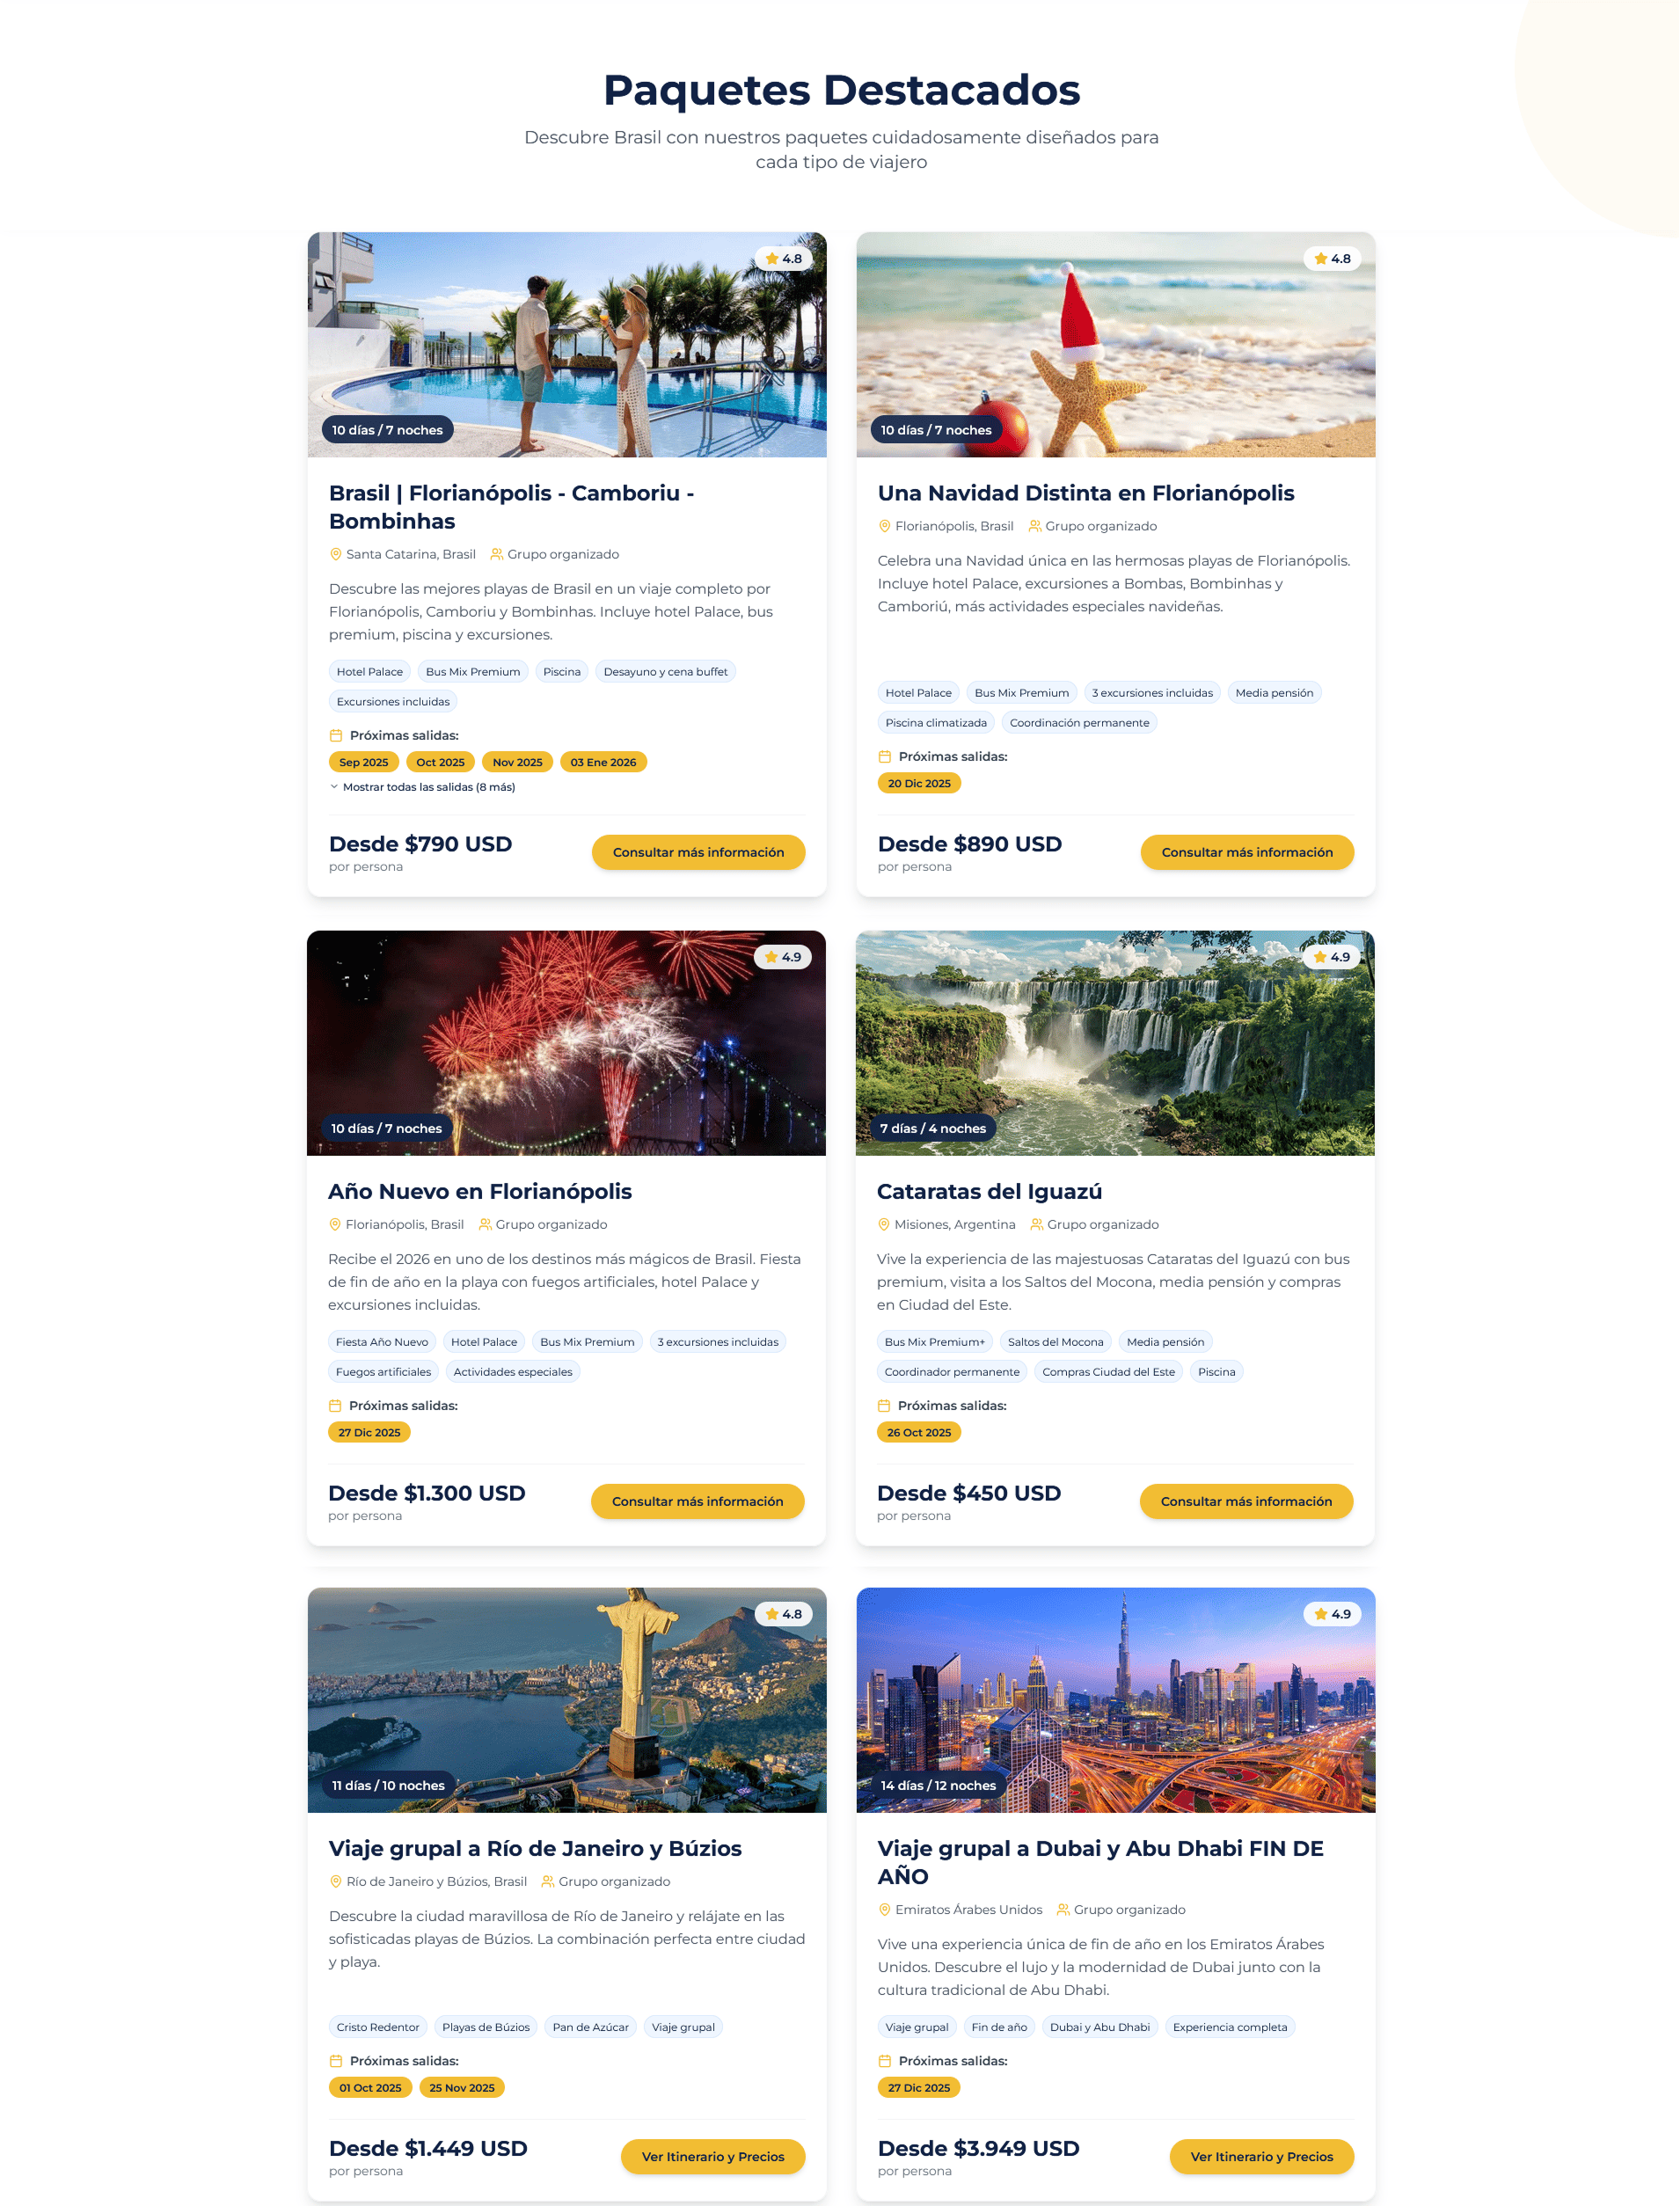 Paquetes Destacados
Descubre Brasil con nuestros paquetes cuidadosamente diseñados para
cada tipo de viajero
4.8
10 días / 7 noches
Brasil | Florianópolis - Camboriu -
Bombinhas
Santa Catarina, Brasil Grupo organizado
Descubre las mejores playas de Brasil en un viaje completo por
Florianópolis, Camboriu y Bombinhas. Incluye hotel Palace, bus
premium, piscina y excursiones.
Hotel Palace Bus Mix Premium Piscina Desayuno y cena buffet
Excursiones incluidas
Próximas salidas:
Sep 2025 Oct 2025 Nov 2025 03 Ene 2026
Mostrar todas las salidas (8 más)
Desde $790 USD
por persona
Consultar más información
4.8
10 días / 7 noches
Una Navidad Distinta en Florianópolis
Florianópolis, Brasil Grupo organizado
Celebra una Navidad única en las hermosas playas de Florianópolis.
Incluye hotel Palace, excursiones a Bombas, Bombinhas y
Camboriú, más actividades especiales navideñas.
Hotel Palace Bus Mix Premium 3 excursiones incluidas Media pensión
Piscina climatizada Coordinación permanente
Próximas salidas:
20 Dic 2025
Desde $890 USD
por persona
Consultar más información
4.9
10 días / 7 noches
Año Nuevo en Florianópolis
Florianópolis, Brasil Grupo organizado
Recibe el 2026 en uno de los destinos más mágicos de Brasil. Fiesta
de fin de año en la playa con fuegos artificiales, hotel Palace y
excursiones incluidas.
Fiesta Año Nuevo Hotel Palace Bus Mix Premium 3 excursiones incluidas
Fuegos artificiales Actividades especiales
Próximas salidas:
27 Dic 2025
Desde $1.300 USD
por persona
Consultar más información
4.9
7 días / 4 noches
Cataratas del Iguazú
Misiones, Argentina Grupo organizado
Vive la experiencia de las majestuosas Cataratas del Iguazú con bus
premium, visita a los Saltos del Mocona, media pensión y compras
en Ciudad del Este.
Bus Mix Premium+ Saltos del Mocona Media pensión
Coordinador permanente Compras Ciudad del Este Piscina
Próximas salidas:
26 Oct 2025
Desde $450 USD
por persona
Consultar más información
4.8
11 días / 10 noches
Viaje grupal a Río de Janeiro y Búzios
Río de Janeiro y Búzios, Brasil Grupo organizado
Descubre la ciudad maravillosa de Río de Janeiro y relájate en las
sofisticadas playas de Búzios. La combinación perfecta entre ciudad
y playa.
Cristo Redentor Playas de Búzios Pan de Azúcar Viaje grupal
Próximas salidas:
01 Oct 2025 25 Nov 2025
Desde $1.449 USD
por persona
Ver Itinerario y Precios
4.9
14 días / 12 noches
Viaje grupal a Dubai y Abu Dhabi FIN DE
AÑO
Emiratos Árabes Unidos Grupo organizado
Vive una experiencia única de fin de año en los Emiratos Árabes
Unidos. Descubre el lujo y la modernidad de Dubai junto con la
cultura tradicional de Abu Dhabi.
Viaje grupal Fin de año Dubai y Abu Dhabi Experiencia completa
Próximas salidas:
27 Dic 2025
Desde $3.949 USD
por persona
Ver Itinerario y Precios